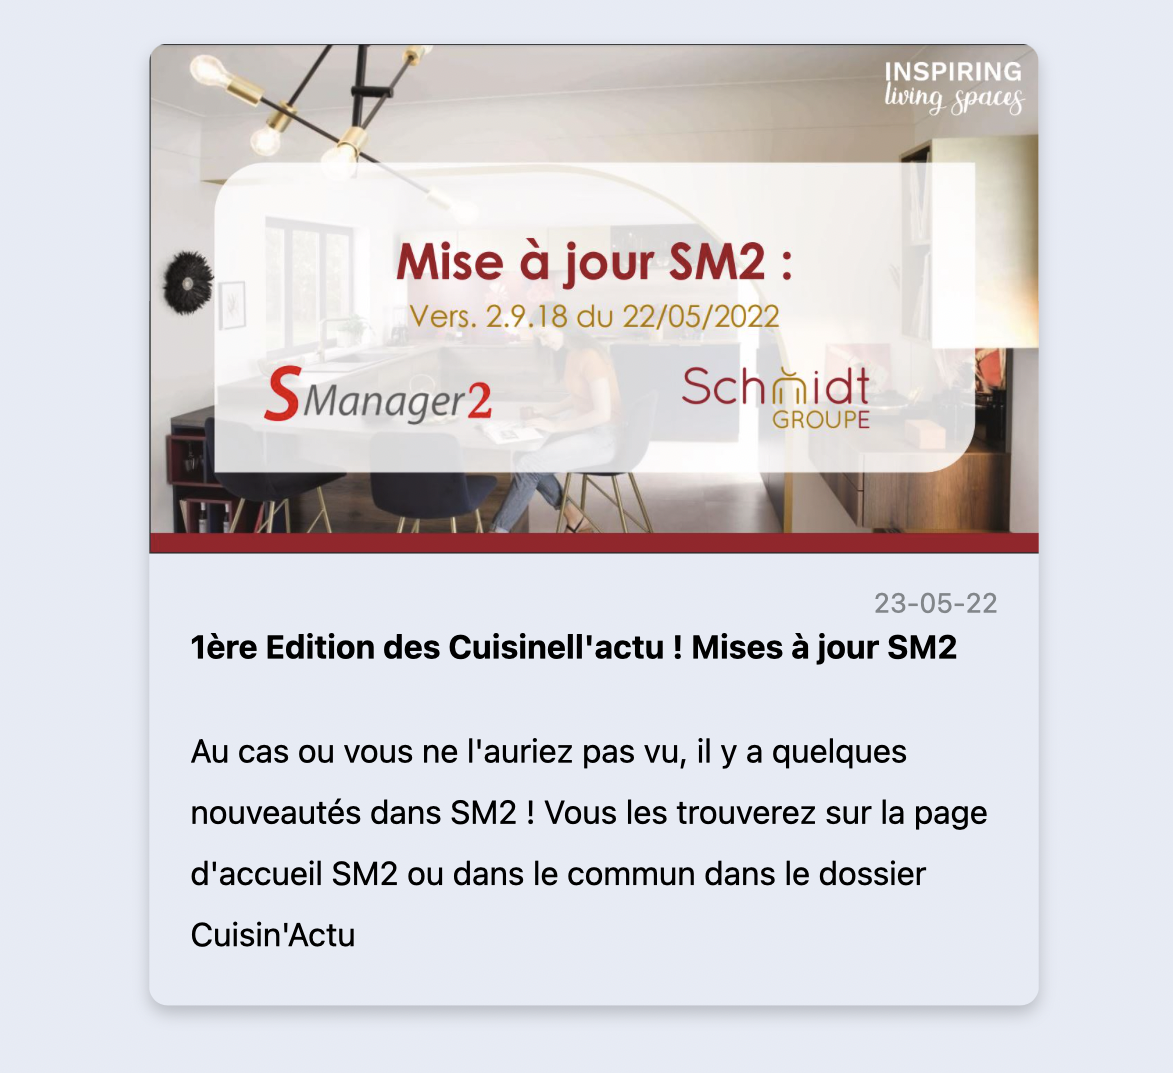 INSPIRING
living spaces
Mise à jour SM2 :
Vers. 2.9.18 du 22/05/2022
SManager2
Schmidt
GROUPE
23-05-22
1ère Edition des Cuisinell'actu ! Mises à jour SM2
Au cas ou vous ne l'auriez pas vu, il y a quelques
nouveautés dans SM2 ! Vous les trouverez sur la page
d'accueil SM2 ou dans le commun dans le dossier
Cuisin'Actu